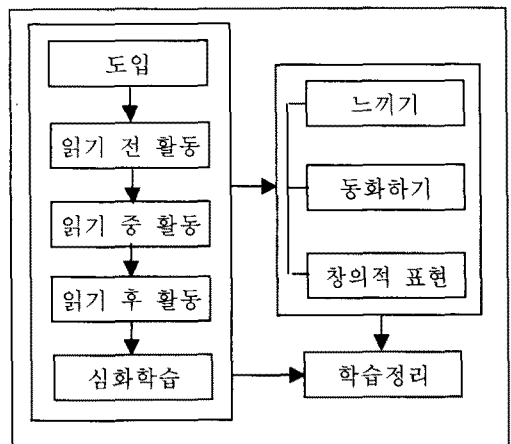 도입
읽기 전 활동
읽기 중 활동
읽기 후 활동
심화학습
느끼기
동화하기
창의적 표현
학습정리